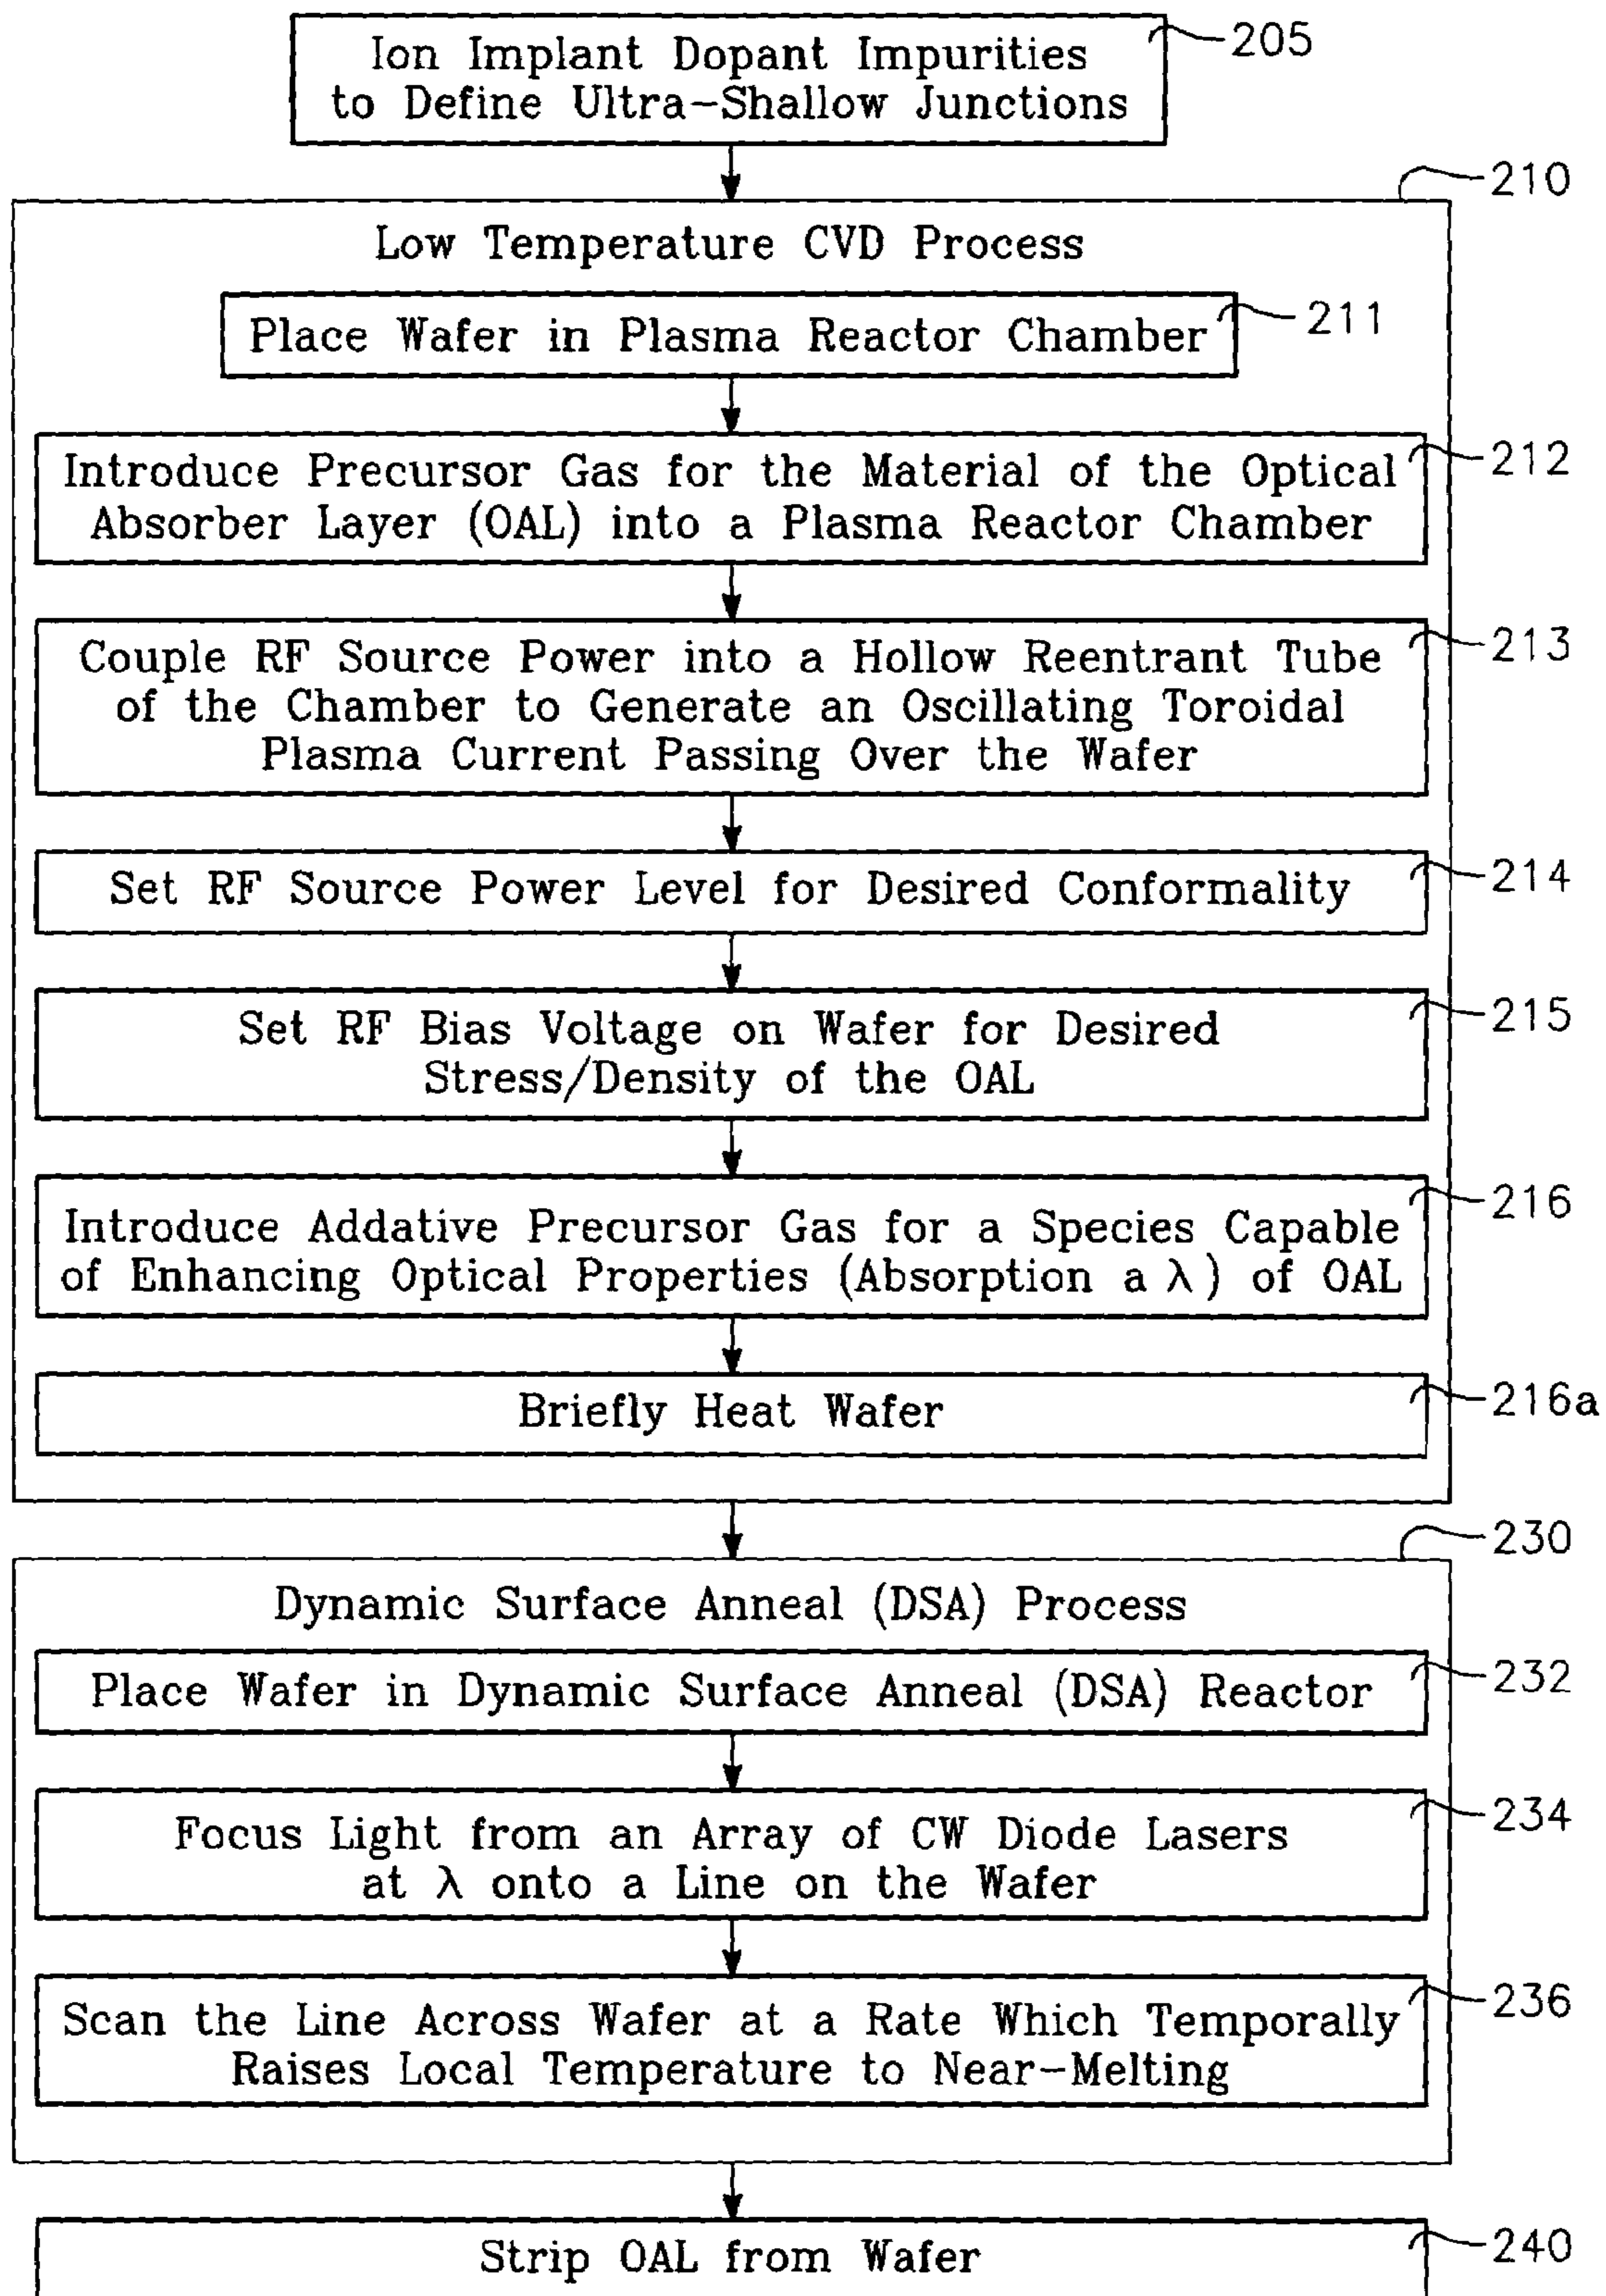 Ion Implant Dopant Impurities
to Define Ultra-Shallow Junctions
205
210
Low Temperature CVD Process
Place Wafer in Plasma Reactor Chamber
211
Introduce Precursor Gas for the Material of the Optical
Absorber Layer (OAL) into a Plasma Reactor Chamber
212
Couple RF Source Power into a Hollow Reentrant Tube
of the Chamber to Generate an Oscillating Toroidal
Plasma Current Passing Over the Wafer
213
Set RF Source Power Level for Desired Conformality
214
Set RF Bias Voltage on Wafer for Desired
Stress/Density of the OAL
215
Introduce Addative Precursor Gas for a Species Capable
of Enhancing Optical Properties (Absorption a λ) of OAL
216
Briefly Heat Wafer
216a
230
Dynamic Surface Anneal (DSA) Process
Place Wafer in Dynamic Surface Anneal (DSA) Reactor
232
Focus Light from an Array of CW Diode Lasers
at λ onto a Line on the Wafer
234
Scan the Line Across Wafer at a Rate Which Temporally
Raises Local Temperature to Near-Melting
236
Strip OAL from Wafer
240